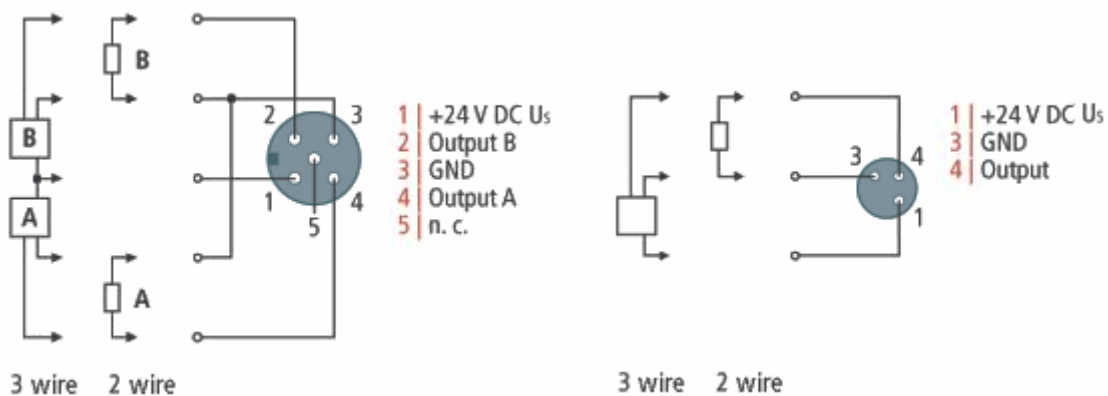 B
2 3
1 | +24 V DC Us
2 | Output B
3 | GND
4 | Output A
5 | n. c.
B
A
1 5 4
A
3 wire 2 wire
3 4
1
1 | +24 V DC Us
3 | GND
4 | Output
3 wire 2 wire